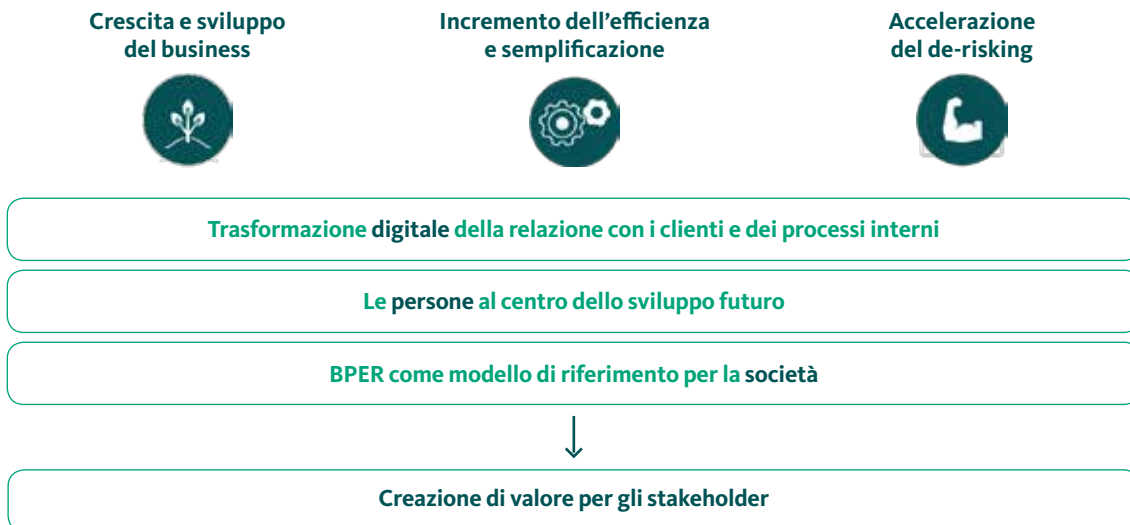 Crescita e sviluppo
del business
Incremento dell'efficienza
e semplificazione
Accelerazione
del de-risking
Trasformazione digitale della relazione con i clienti e dei processi interni
Le persone al centro dello sviluppo futuro
BPER come modello di riferimento per la società
Creazione di valore per gli stakeholder